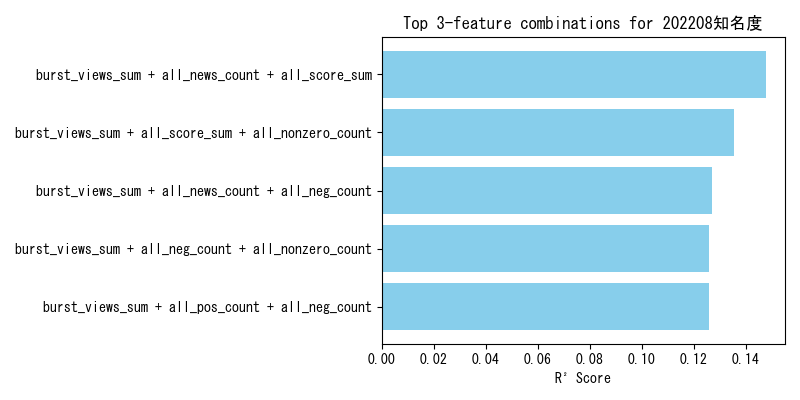 Top 3-feature combinations for 202208知名度
burst_views_sum + all_news_count + all_score_sum
burst_views_sum + all_score_sum + all_nonzero_count
burst_views_sum + all_news_count + all_neg_count
burst_views_sum + all_neg_count + all_nonzero_count
burst_views_sum + all_pos_count + all_neg_count
0.00 0.02 0.04 0.06 0.08 0.10 0.12 0.14
R² Score